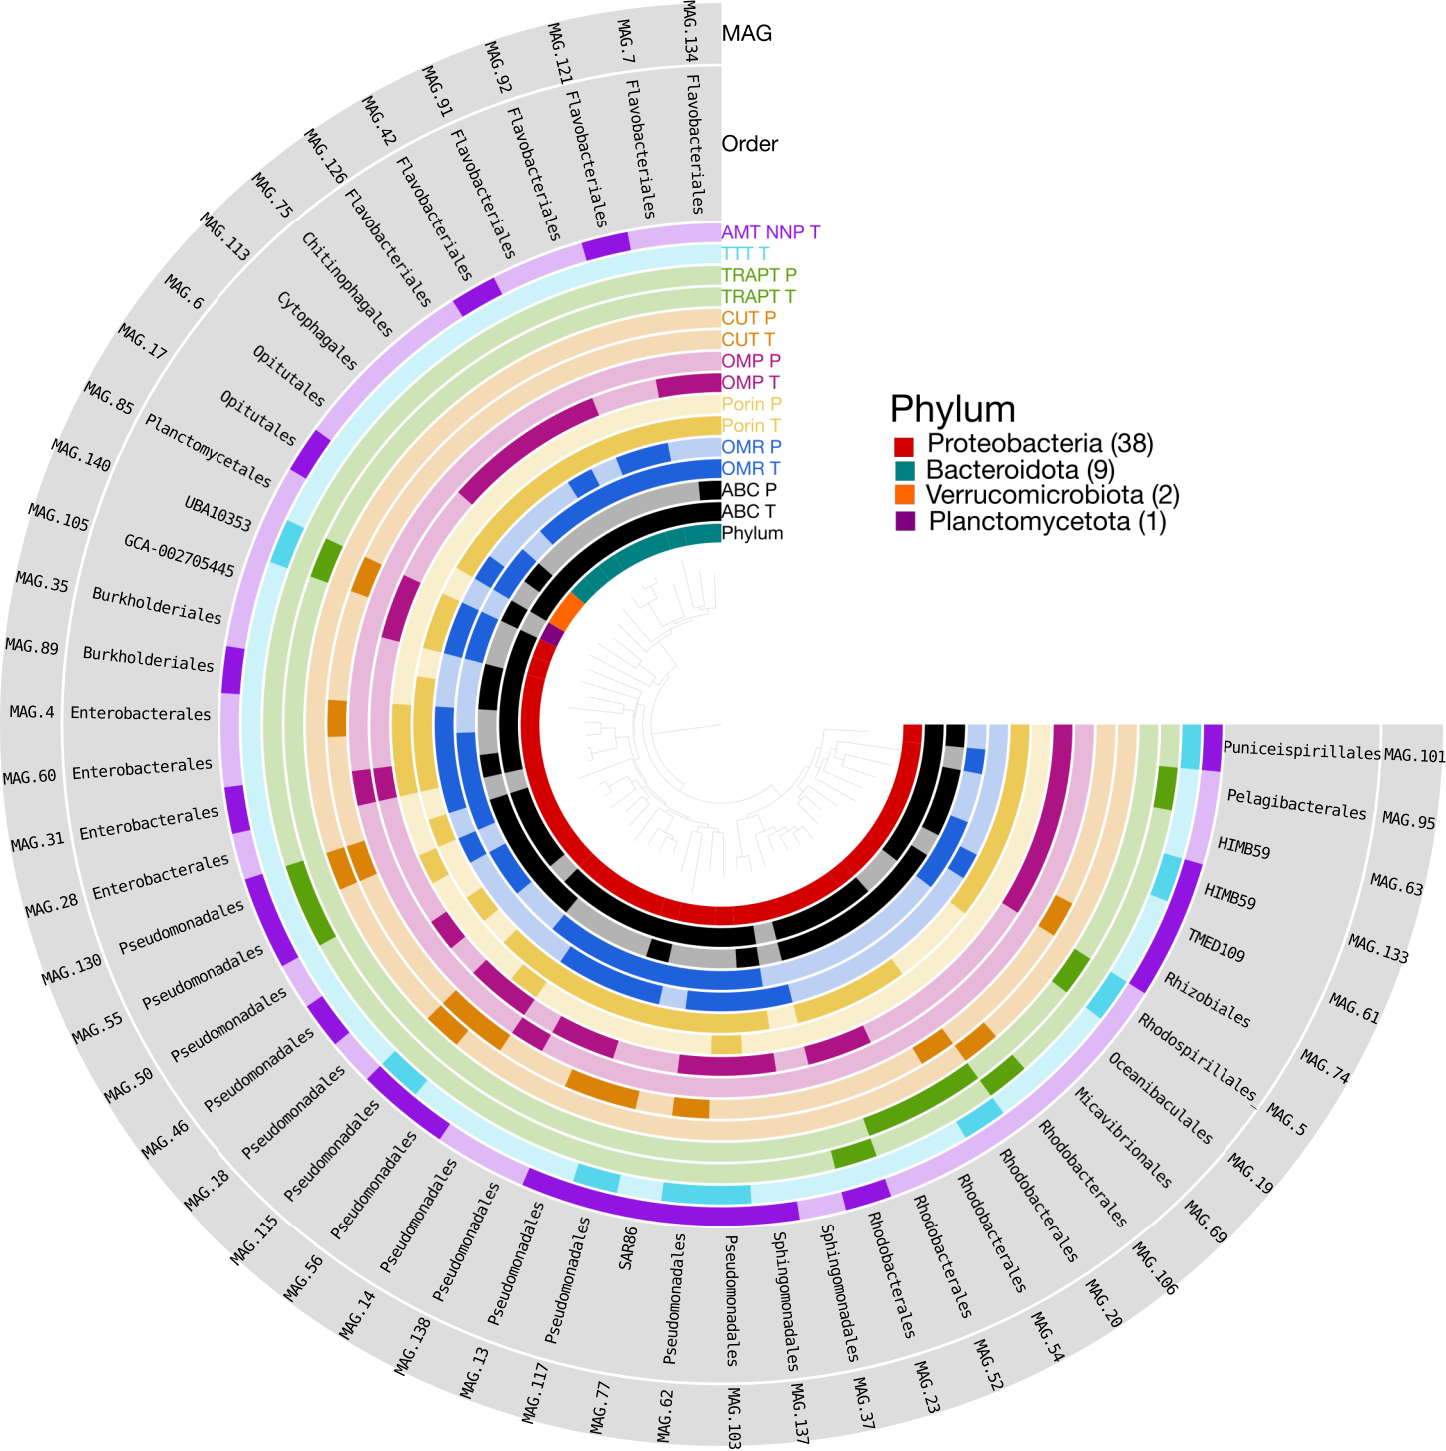 MAG
Order
AMT NNP T
TTT T
TRAPT P
TRAPT T
CUT P
CUT T
OMP P
OMP T
Porin P
Porin T
OMR P
OMR T
ABC P
ABC T
Phylum
Phylum
Proteobacteria (38)
Bacteroidota (9)
Verrucomicrobiota (2)
Planctomycetota (1)
MAG.134
Flavobacteriales
MAG.7
Flavobacteriales
MAG.121
Flavobacteriales
MAG.92
Flavobacteriales
MAG.91
Flavobacteriales
MAG.42
Flavobacteriales
MAG.126
Flavobacteriales
MAG.75
Chitinophagales
MAG.113
Cytophagales
MAG.6
Opitutales
MAG.17
Opitutales
MAG.85
Planctomycetales
MAG.140
UBA10353
MAG.105
GCA-002705445
MAG.35
Burkholderiales
MAG.89
Burkholderiales
MAG.4
Enterobacterales
MAG.60
Enterobacterales
MAG.31
Enterobacterales
MAG.28
Enterobacterales
MAG.130
Pseudomonadales
MAG.55
Pseudomonadales
MAG.50
Pseudomonadales
MAG.46
Pseudomonadales
MAG.18
Pseudomonadales
MAG.115
Pseudomonadales
MAG.56
Pseudomonadales
MAG.14
Pseudomonadales
MAG.138
Pseudomonadales
MAG.13
Pseudomonadales
MAG.117
Pseudomonadales
MAG.77
SAR86
MAG.62
Pseudomonadales
MAG.103
Pseudomonadales
MAG.137
Sphingomonadales
MAG.37
Sphingomonadales
MAG.23
Rhodobacterales
MAG.52
Rhodobacterales
MAG.54
Rhodobacterales
MAG.20
Rhodobacterales
MAG.106
Rhodobacterales
MAG.69
Micavibrionales
MAG.19
Oceanibaculales
MAG.5
Rhodospirillales_
MAG.74
Rhizobiales
MAG.61
TMED109
MAG.133
HIMB59
MAG.63
HIMB59
MAG.95
Pelagibacterales
MAG.101
Puniceispirillales